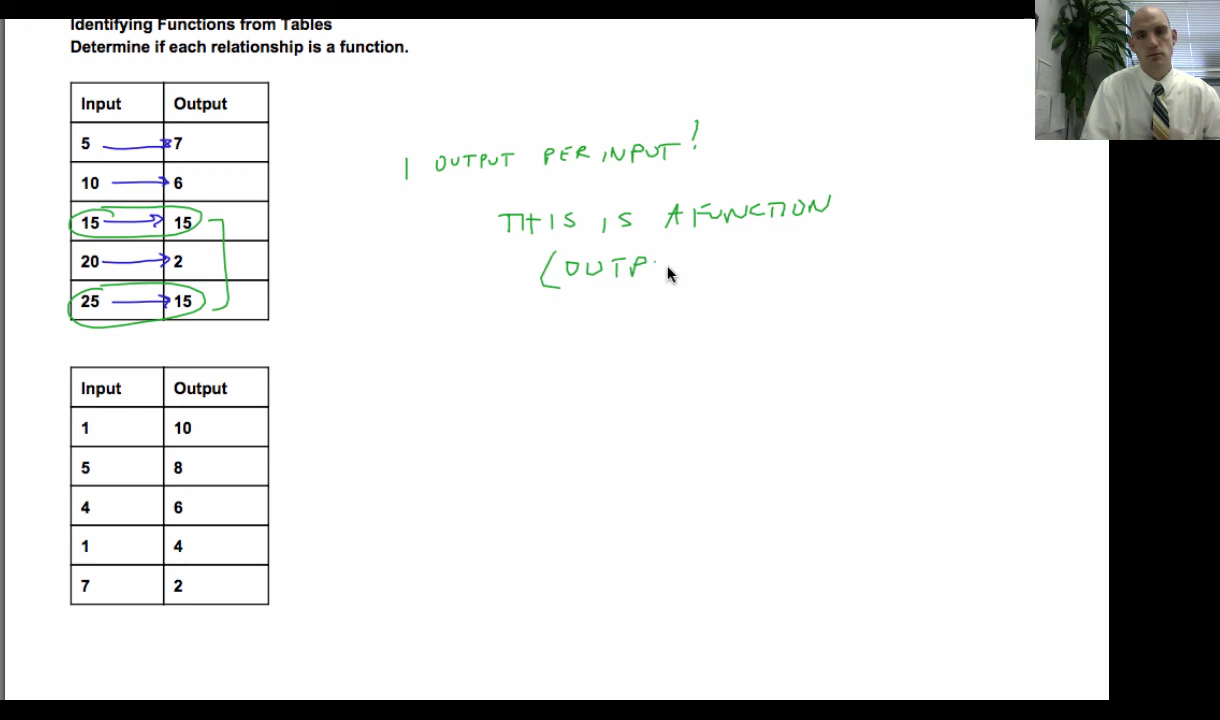 Identifying Functions from Tables
Determine if each relationship is a function.
Input Output
5 7
10 6
15 15
20 2
25 15
1 OUTPUT PER INPUT!
THIS IS A FUNCTION
(OUTP
Input Output
1 10
5 8
4 6
1 4
7 2